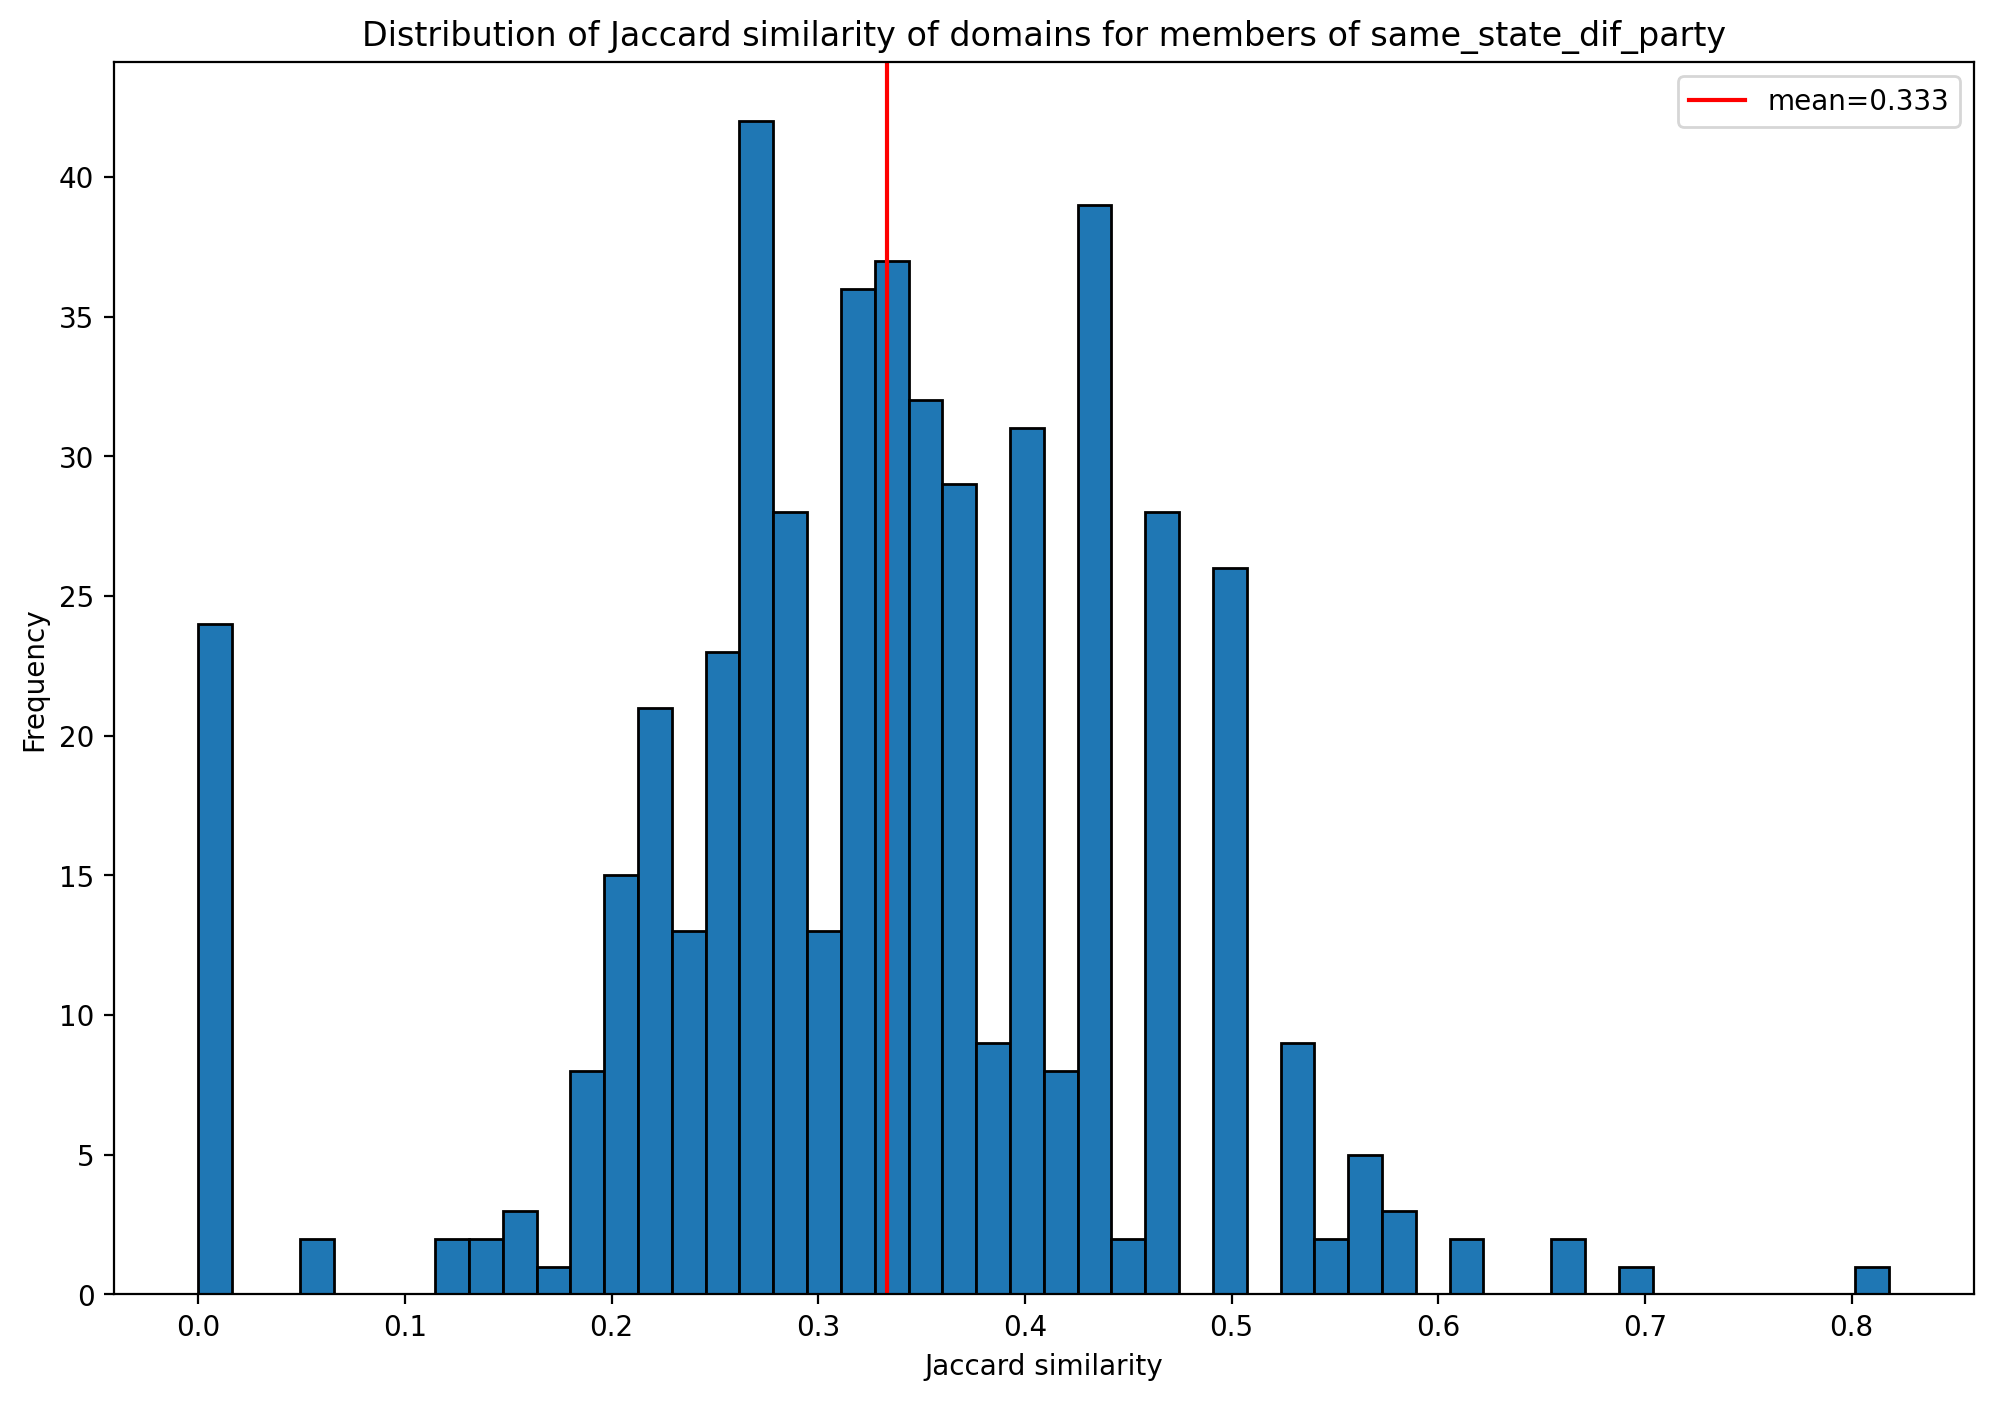 Distribution of Jaccard similarity of domains for members of same_state_dif_party
mean=0.333
Frequency
40
35
30
25
20
15
10
5
0
0.0 0.1 0.2 0.3 0.4 0.5 0.6 0.7 0.8
Jaccard similarity